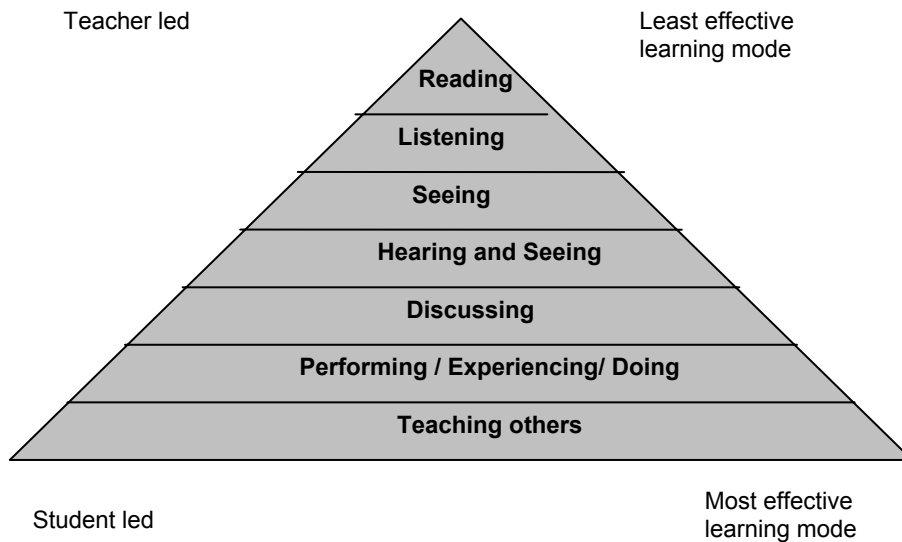 Teacher led
Least effective
learning mode
Reading
Listening
Seeing
Hearing and Seeing
Discussing
Performing / Experiencing/ Doing
Teaching others
Student led
Most effective
learning mode